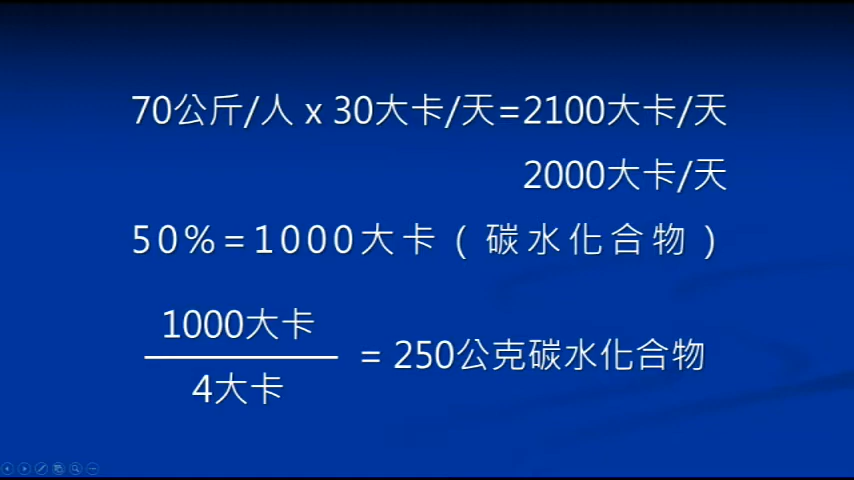 70公斤/人 x 30大卡/天=2100大卡/天
2000大卡/天
50%=1000大卡(碳水化合物)
1000大卡
4大卡
= 250公克碳水化合物